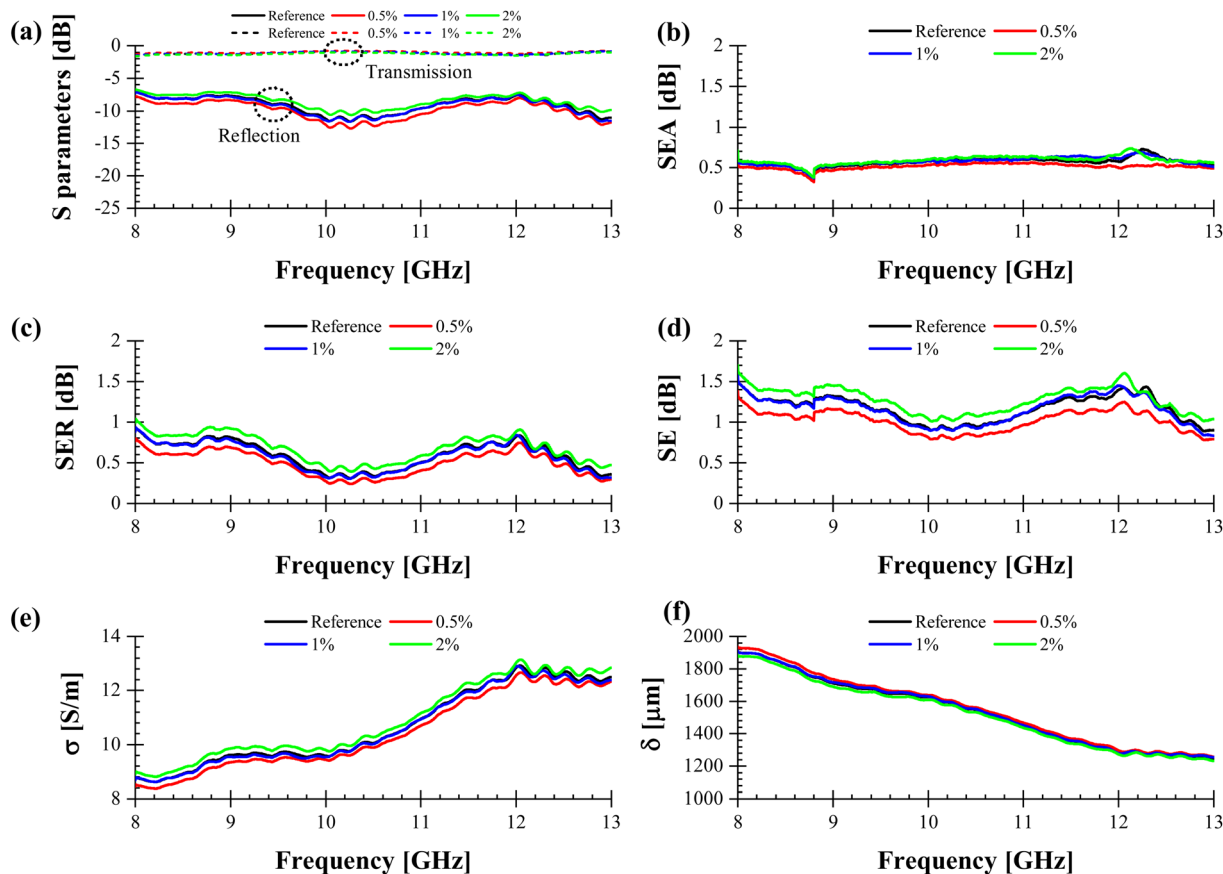 (a)
Reference 0.5% 1% 2%
Reference 0.5% 1% 2%
S parameters [dB]
0
-5
-10
-15
-20
-25
Transmission
Reflection
8 9 10 11 12 13
Frequency [GHz]
(b)
Reference 0.5%
1% 2%
SEA [dB]
2
1.5
1
0.5
0
8 9 10 11 12 13
Frequency [GHz]
(c)
Reference 0.5%
1% 2%
SER [dB]
2
1.5
1
0.5
0
8 9 10 11 12 13
Frequency [GHz]
(d)
Reference 0.5%
1% 2%
SE [dB]
2
1.5
1
0.5
0
8 9 10 11 12 13
Frequency [GHz]
(e)
Reference 0.5%
1% 2%
σ [S/m]
14
12
10
8
8 9 10 11 12 13
Frequency [GHz]
(f)
Reference 0.5%
1% 2%
δ [μm]
2000
1800
1600
1400
1200
1000
8 9 10 11 12 13
Frequency [GHz]